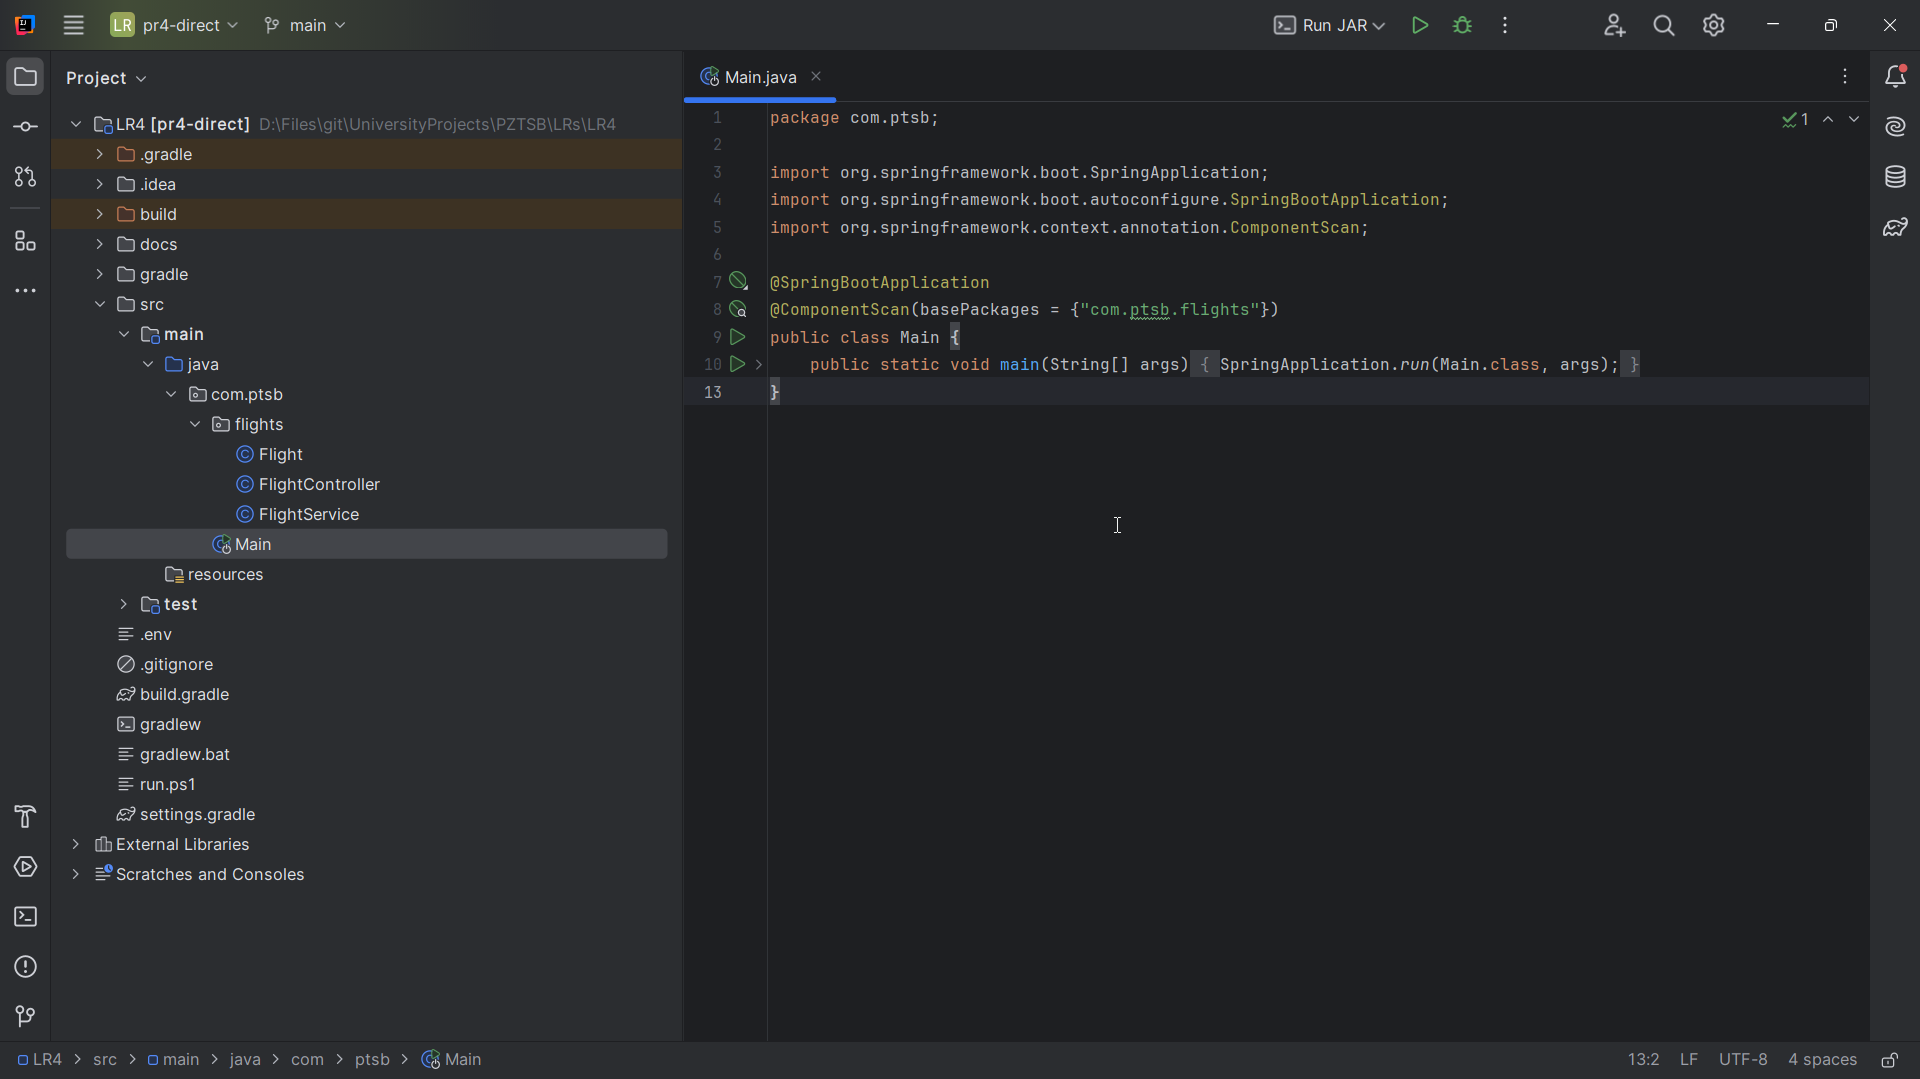 LR pr4-direct main Run JAR
Project
LR4 [pr4-direct] D:\Files\git\UniversityProjects\PZTSB\LRs\LR4
.gradle
.idea
build
docs
gradle
src
main
java
com.ptsb
flights
Flight
FlightController
FlightService
Main
resources
test
.env
.gitignore
build.gradle
gradlew
gradlew.bat
run.ps1
settings.gradle
External Libraries
Scratches and Consoles
Main.java
1 package com.ptsb;
2
3 import org.springframework.boot.SpringApplication;
4 import org.springframework.boot.autoconfigure.SpringBootApplication;
5 import org.springframework.context.annotation.ComponentScan;
6
7 @SpringBootApplication
8 @ComponentScan(basePackages = {"com.ptsb.flights"})
9 public class Main {
10 public static void main(String[] args) { SpringApplication.run(Main.class, args); }
13 }
1
LR4 > src > main > java > com > ptsb > Main
13:2 LF UTF-8 4 spaces